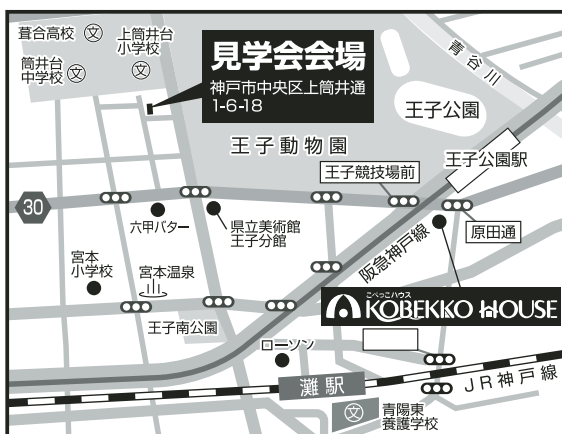 葺合高校
文
上筒井台
小学校
文
筒井台
中学校
文
見学会会場
神戸市中央区上筒井通
1-6-18
青谷川
王子公園
王子動物園
王子競技場前
王子公園駅
30
六甲バター
県立美術館
王子分館
原田通
阪急神戸線
宮本
小学校
宮本温泉
こべっこハウス
KOBEKKO HOUSE
王子南公園
ローソン
灘駅
JR神戸線
文
青陽東
養護学校